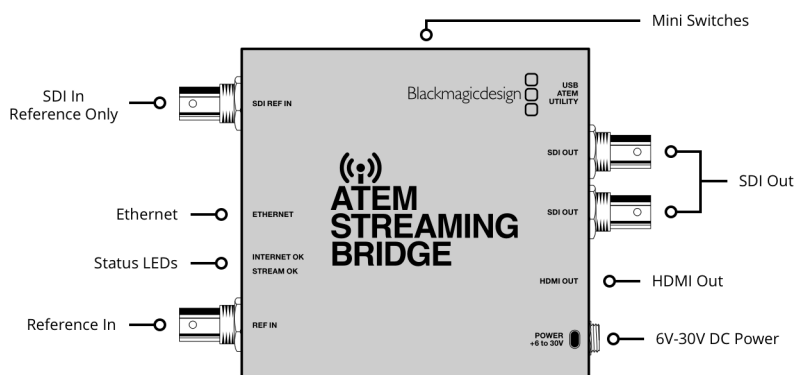 Mini Switches
SDI In
Reference Only
SDI REF IN
Blackmagicdesign
USB
ATEM
UTILITY
SDI OUT
SDI Out
ATEM
STREAMING
BRIDGE
Ethernet
ETHERNET
SDI OUT
Status LEDs
INTERNET OK
STREAM OK
HDMI OUT
HDMI Out
Reference In
REF IN
POWER
+6 to 30V
6V-30V DC Power